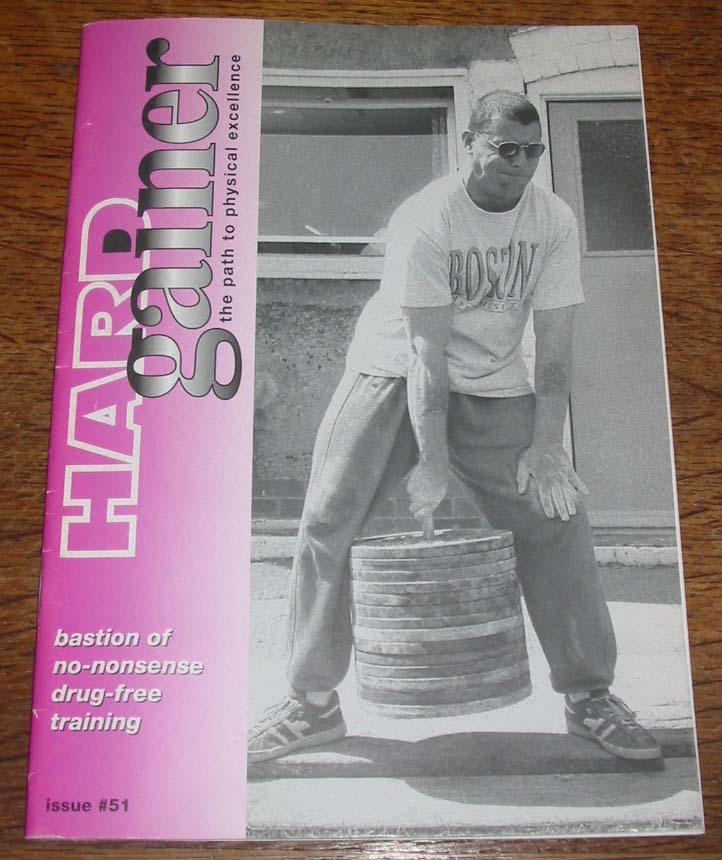 HARD
gainer
the path to physical excellence
BOSTON
bastion of
no-nonsense
drug-free
training
issue #51